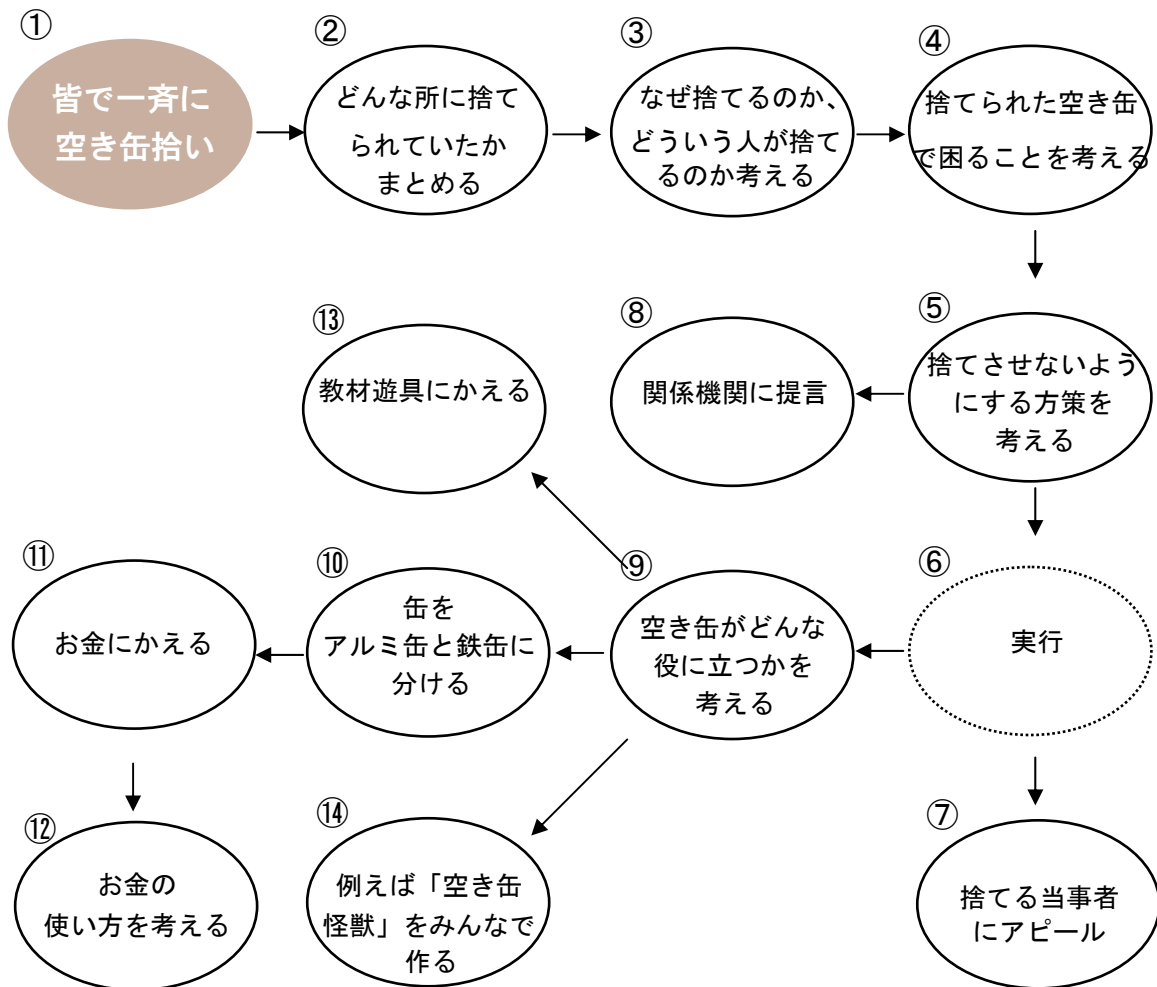 ①
皆で一斉に
空き缶拾い
②
どんな所に捨て
られていたか
まとめる
③
なぜ捨てるのか、
どういう人が捨て
るのか考える
④
捨てられた空き缶
で困ることを考える
⑤
捨てさせないよう
にする方策を
考える
⑧
関係機関に提言
⑬
教材遊具にかえる
⑥
実行
⑨
空き缶がどんな
役に立つかを
考える
⑩
缶を
アルミ缶と鉄缶に
分ける
⑪
お金にかえる
⑫
お金の
使い方を考える
⑭
例えば「空き缶
怪獣」をみんなで
作る
⑦
捨てる当事者
にアピール